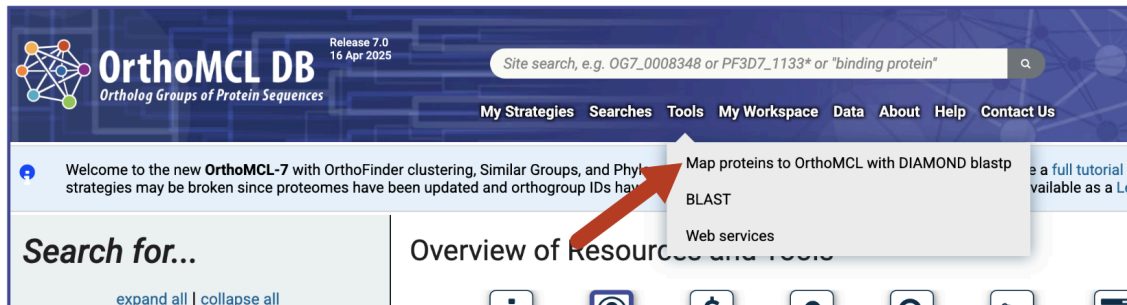 OrthoMCL DB
Release 7.0
16 Apr 2025
Ortholog Groups of Protein Sequences
Site search, e.g. OG7_0008348 or PF3D7_1133* or "binding protein"
My Strategies Searches Tools My Workspace Data About Help Contact Us
Map proteins to OrthoMCL with DIAMOND blastp
BLAST
Web services
Welcome to the new OrthoMCL-7 with OrthoFinder clustering, Similar Groups, and
e a full tutorial
strategies may be broken since proteomes have been updated and orthogroup IDs
vailable as a
Search for...
expand all | collapse all
Overview of Resources and Tools